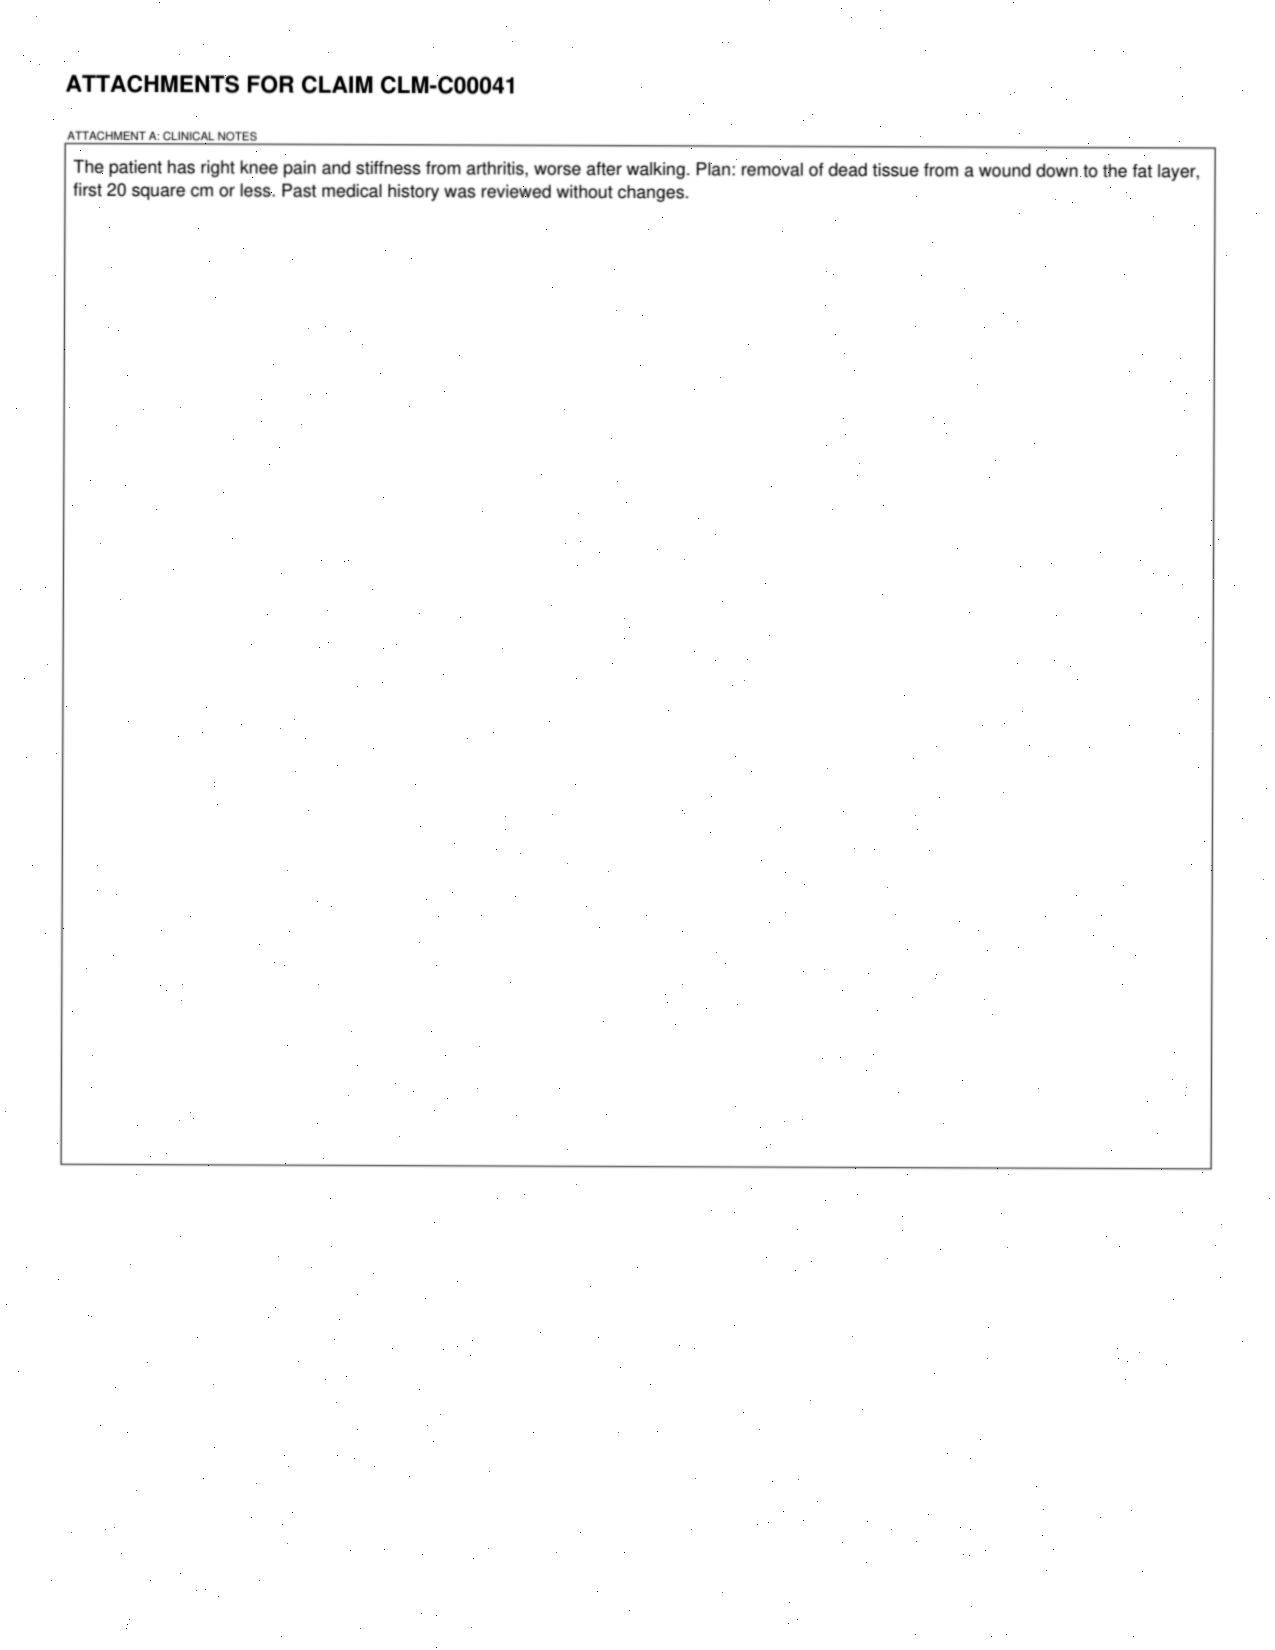 ATTACHMENTS FOR CLAIM CLM-C00041
ATTACHMENT A: CLINICAL NOTES
The patient has right knee pain and stiffness from arthritis, worse after walking. Plan: removal of dead tissue from a wound down to the fat layer,
first 20 square cm or less. Past medical history was reviewed without changes.